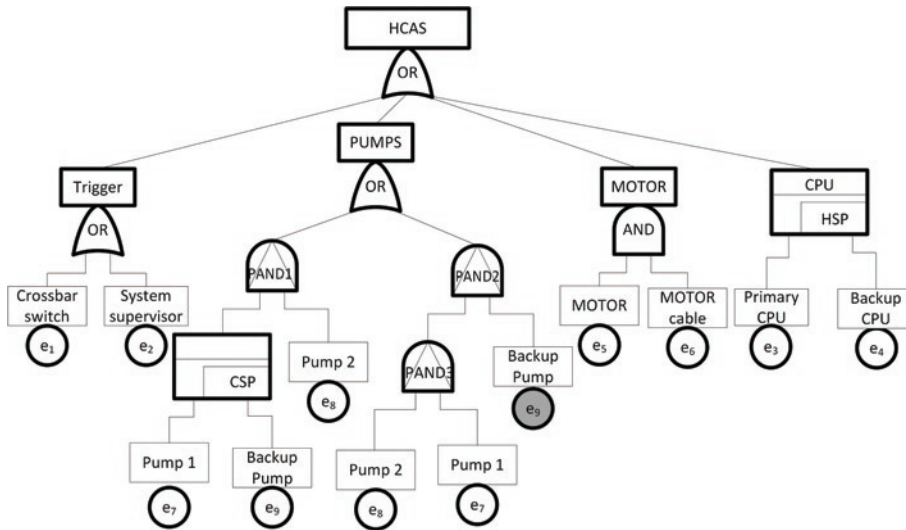 HCAS
OR
PUMPS
OR
Trigger
OR
MOTOR
AND
CPU
HSP
PAND1
PAND2
Crossbar
switch
System
supervisor
MOTOR
MOTOR
cable
Primary
CPU
Backup
CPU
e1
e2
e5
e6
e3
e4
CSP
Pump 2
e8
PAND3
Backup
Pump
e9
Pump 1
Backup
Pump
Pump 2
Pump 1
e7
e9
e8
e7